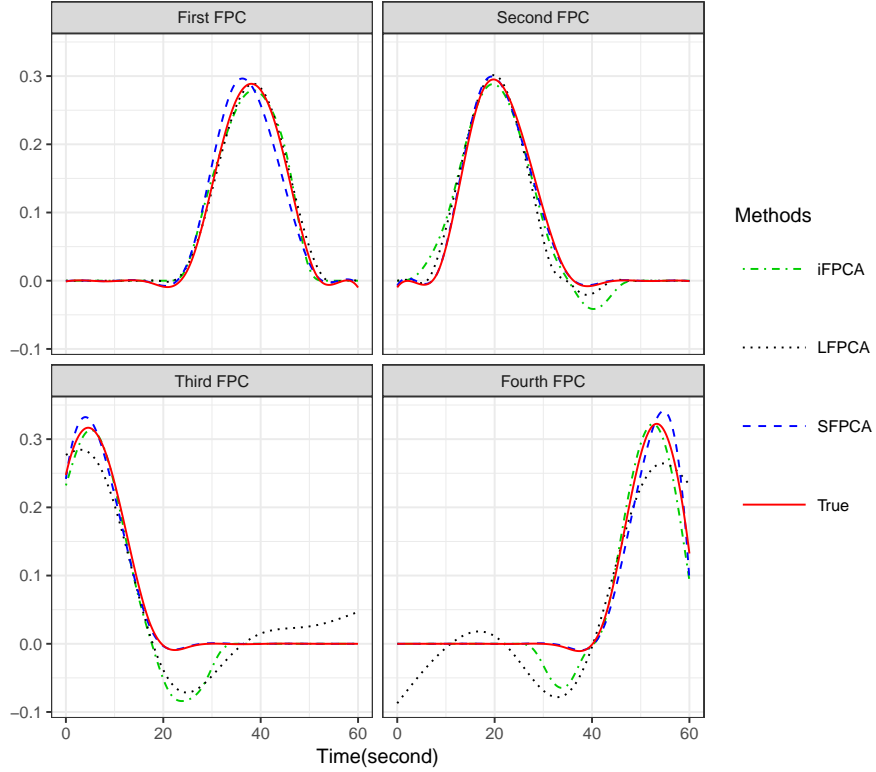 First FPC Second FPC
0.3
0.2
0.1
0.0
−0.1
Third FPC Fourth FPC
0.3
0.2
0.1
0.0
−0.1
0 20 40 60 0 20 40 60
Time(second)
Methods
iFPCA
LFPCA
SFPCA
True